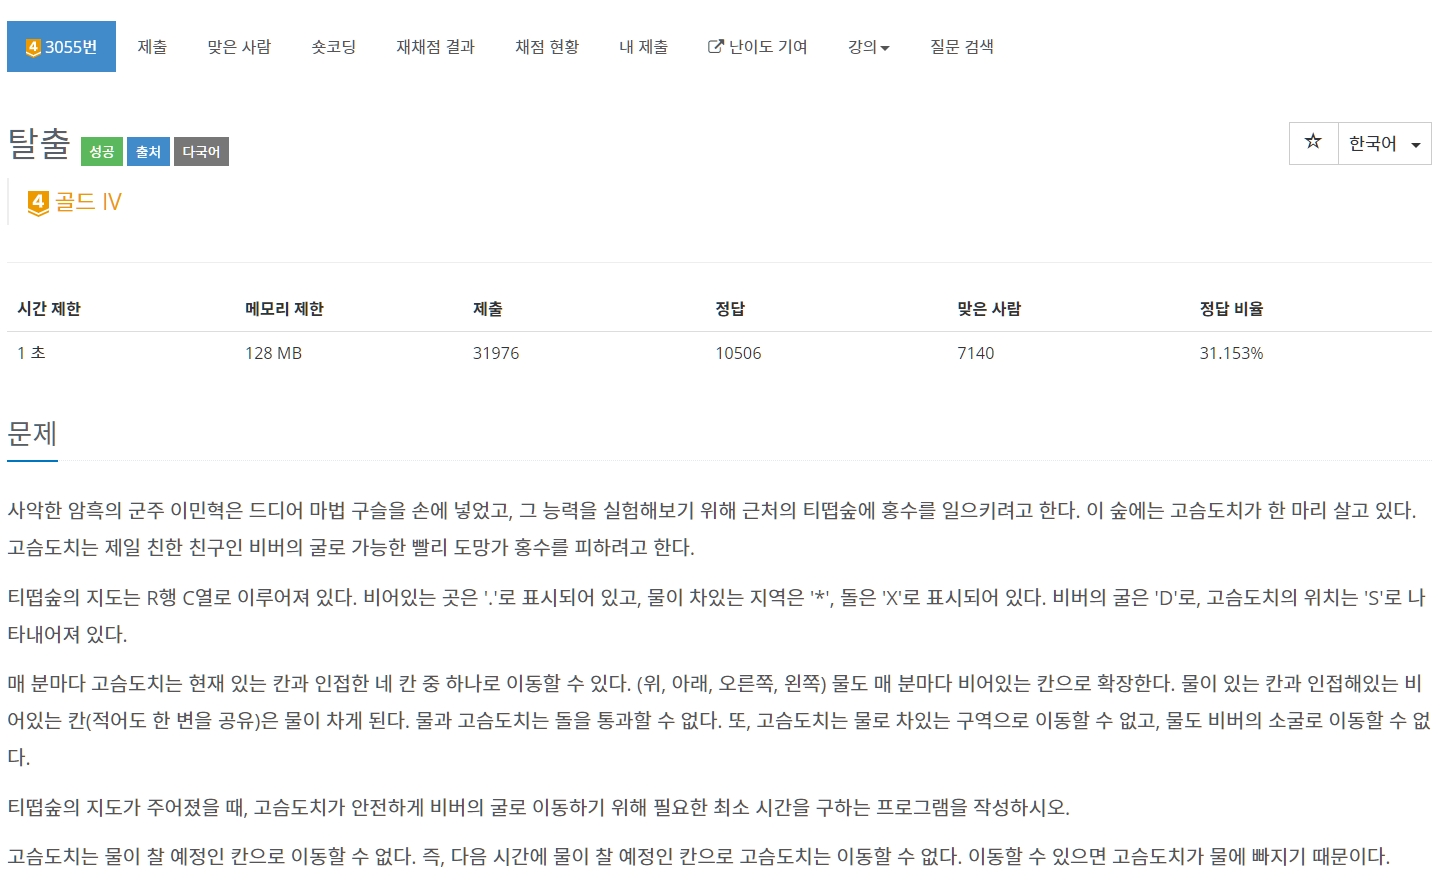 4 3055번 제출 맞은 사람 숏코딩 재채점 결과 채점 현황 내 제출 난이도 기여 강의 질문 검색
탈출 성공 출처 다국어 한국어
4 골드 IV
시간 제한 메모리 제한 제출 정답 맞은 사람 정답 비율
1 초 128 MB 31976 10506 7140 31.153%
문제
사악한 암흑의 군주 이민혁은 드디어 마법 구슬을 손에 넣었고, 그 능력을 실험해보기 위해 근처의 티떱숲에 홍수를 일으키려고 한다. 이 숲에는 고슴도치가 한 마리 살고 있다.
고슴도치는 제일 친한 친구인 비버의 굴로 가능한 빨리 도망가 홍수를 피하려고 한다.
티떱숲의 지도는 R행 C열로 이루어져 있다. 비어있는 곳은 '.'로 표시되어 있고, 물이 차있는 지역은 '*', 돌은 'X'로 표시되어 있다. 비버의 굴은 'D'로, 고슴도치의 위치는 'S'로 나
타내어져 있다.
매 분마다 고슴도치는 현재 있는 칸과 인접한 네 칸 중 하나로 이동할 수 있다. (위, 아래, 오른쪽, 왼쪽) 물도 매 분마다 비어있는 칸으로 확장한다. 물이 있는 칸과 인접해있는 비
어있는 칸(적어도 한 변을 공유)은 물이 차게 된다. 물과 고슴도치는 돌을 통과할 수 없다. 또, 고슴도치는 물로 차있는 구역으로 이동할 수 없고, 물도 비버의 소굴로 이동할 수 없
다.
티떱숲의 지도가 주어졌을 때, 고슴도치가 안전하게 비버의 굴로 이동하기 위해 필요한 최소 시간을 구하는 프로그램을 작성하시오.
고슴도치는 물이 찰 예정인 칸으로 이동할 수 없다. 즉, 다음 시간에 물이 찰 예정인 칸으로 고슴도치는 이동할 수 없다. 이동할 수 있으면 고슴도치가 물에 빠지기 때문이다.